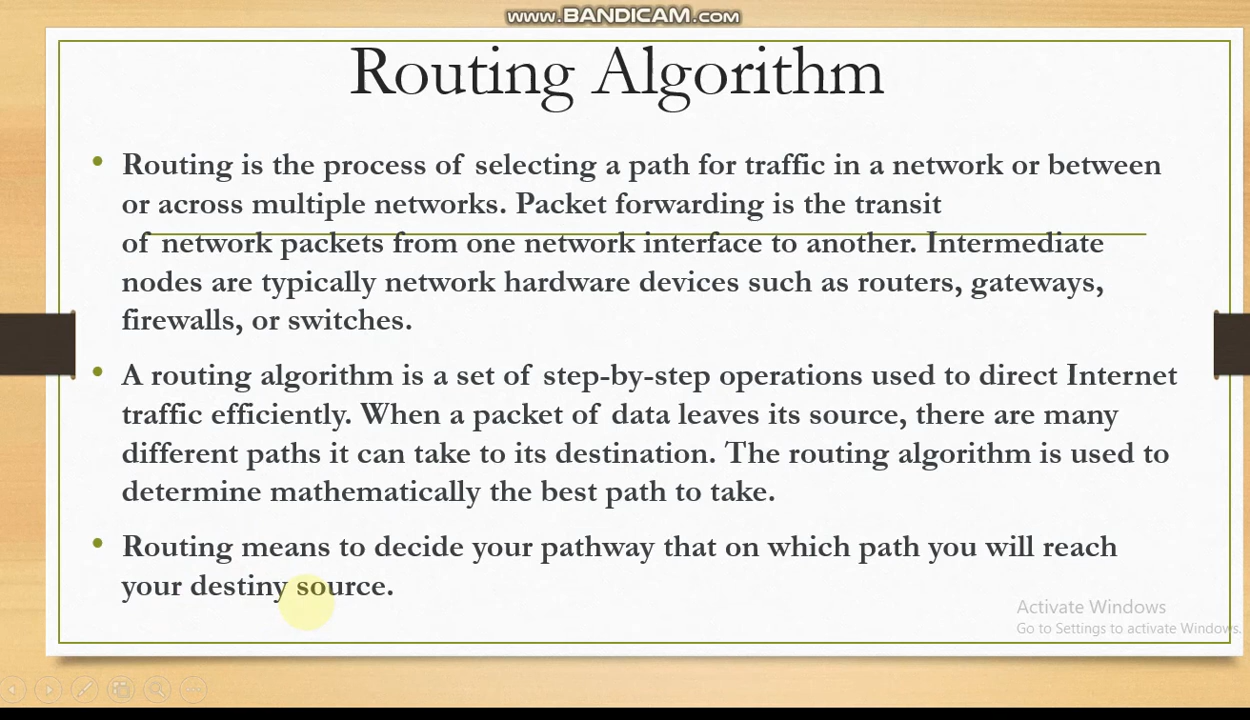 www.BANDICAM.com
Routing Algorithm
• Routing is the process of selecting a path for traffic in a network or between
or across multiple networks. Packet forwarding is the transit
of network packets from one network interface to another. Intermediate
nodes are typically network hardware devices such as routers, gateways,
firewalls, or switches.
• A routing algorithm is a set of step-by-step operations used to direct Internet
traffic efficiently. When a packet of data leaves its source, there are many
different paths it can take to its destination. The routing algorithm is used to
determine mathematically the best path to take.
• Routing means to decide your pathway that on which path you will reach
your destiny source.
Activate Windows
Go to Settings to activate Windows.